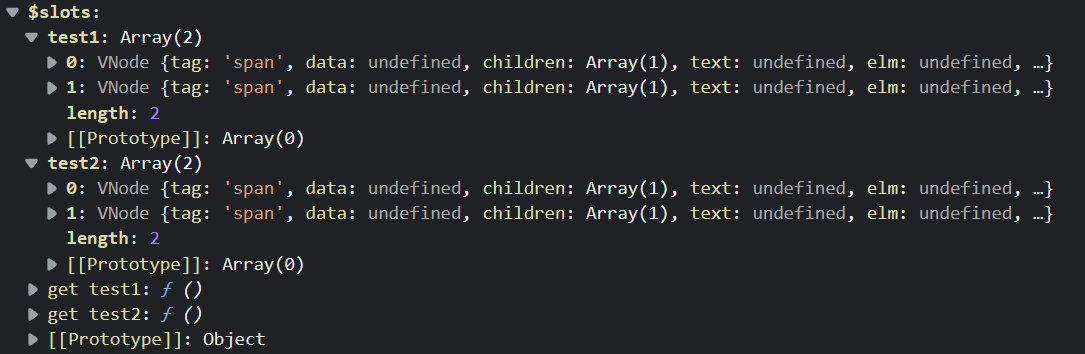 $slots:
test1: Array(2)
0: VNode {tag: 'span', data: undefined, children: Array(1), text: undefined, elm: undefined, …}
1: VNode {tag: 'span', data: undefined, children: Array(1), text: undefined, elm: undefined, …}
length: 2
[[Prototype]]: Array(0)
test2: Array(2)
0: VNode {tag: 'span', data: undefined, children: Array(1), text: undefined, elm: undefined, …}
1: VNode {tag: 'span', data: undefined, children: Array(1), text: undefined, elm: undefined, …}
length: 2
[[Prototype]]: Array(0)
get test1: ƒ ()
get test2: ƒ ()
[[Prototype]]: Object